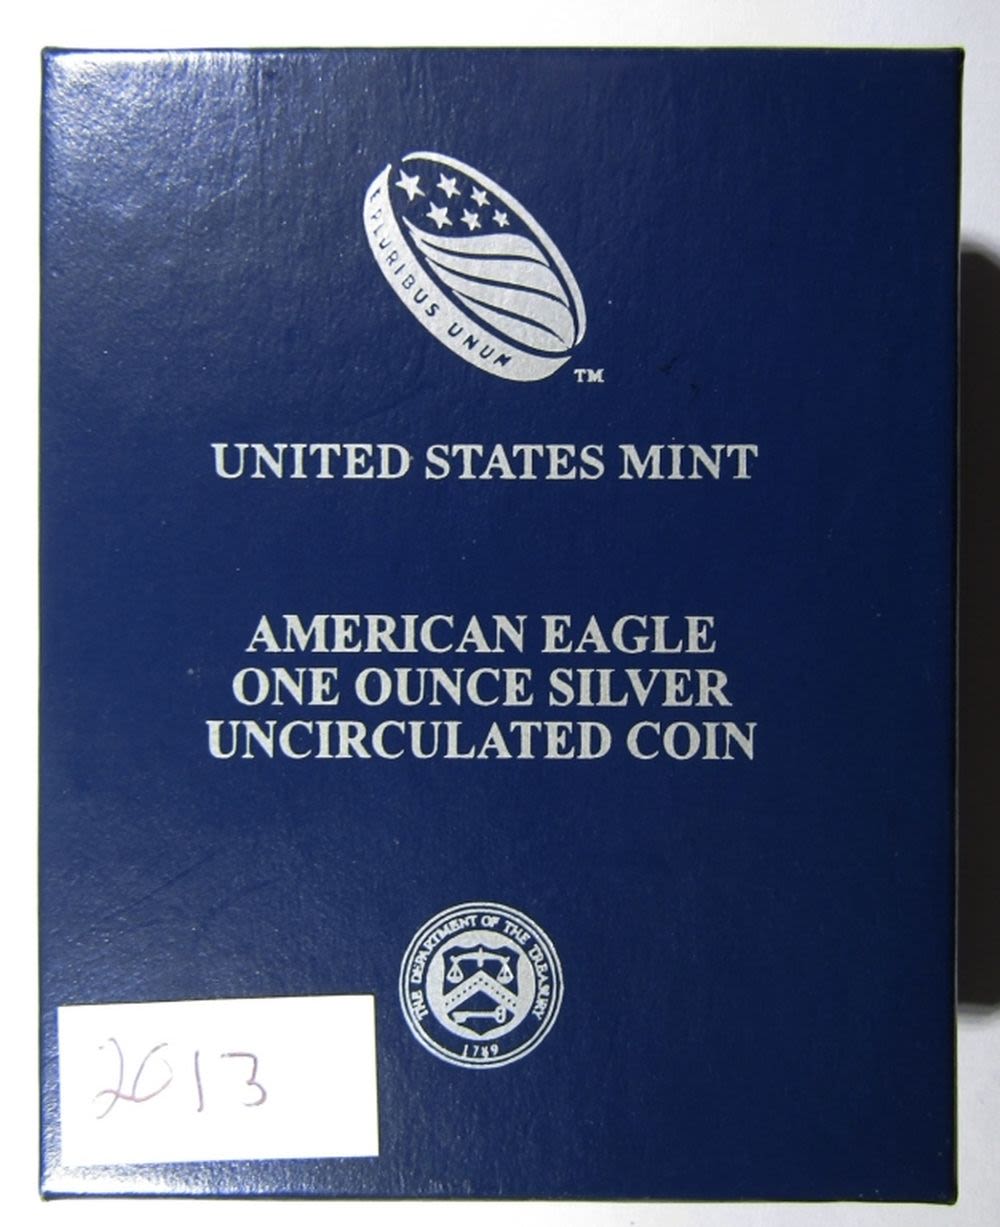 E PLURIBUS UNUM
TM
UNITED STATES MINT
AMERICAN EAGLE
ONE OUNCE SILVER
UNCIRCULATED COIN
THE DEPARTMENT OF THE TREASURY
1789
2013